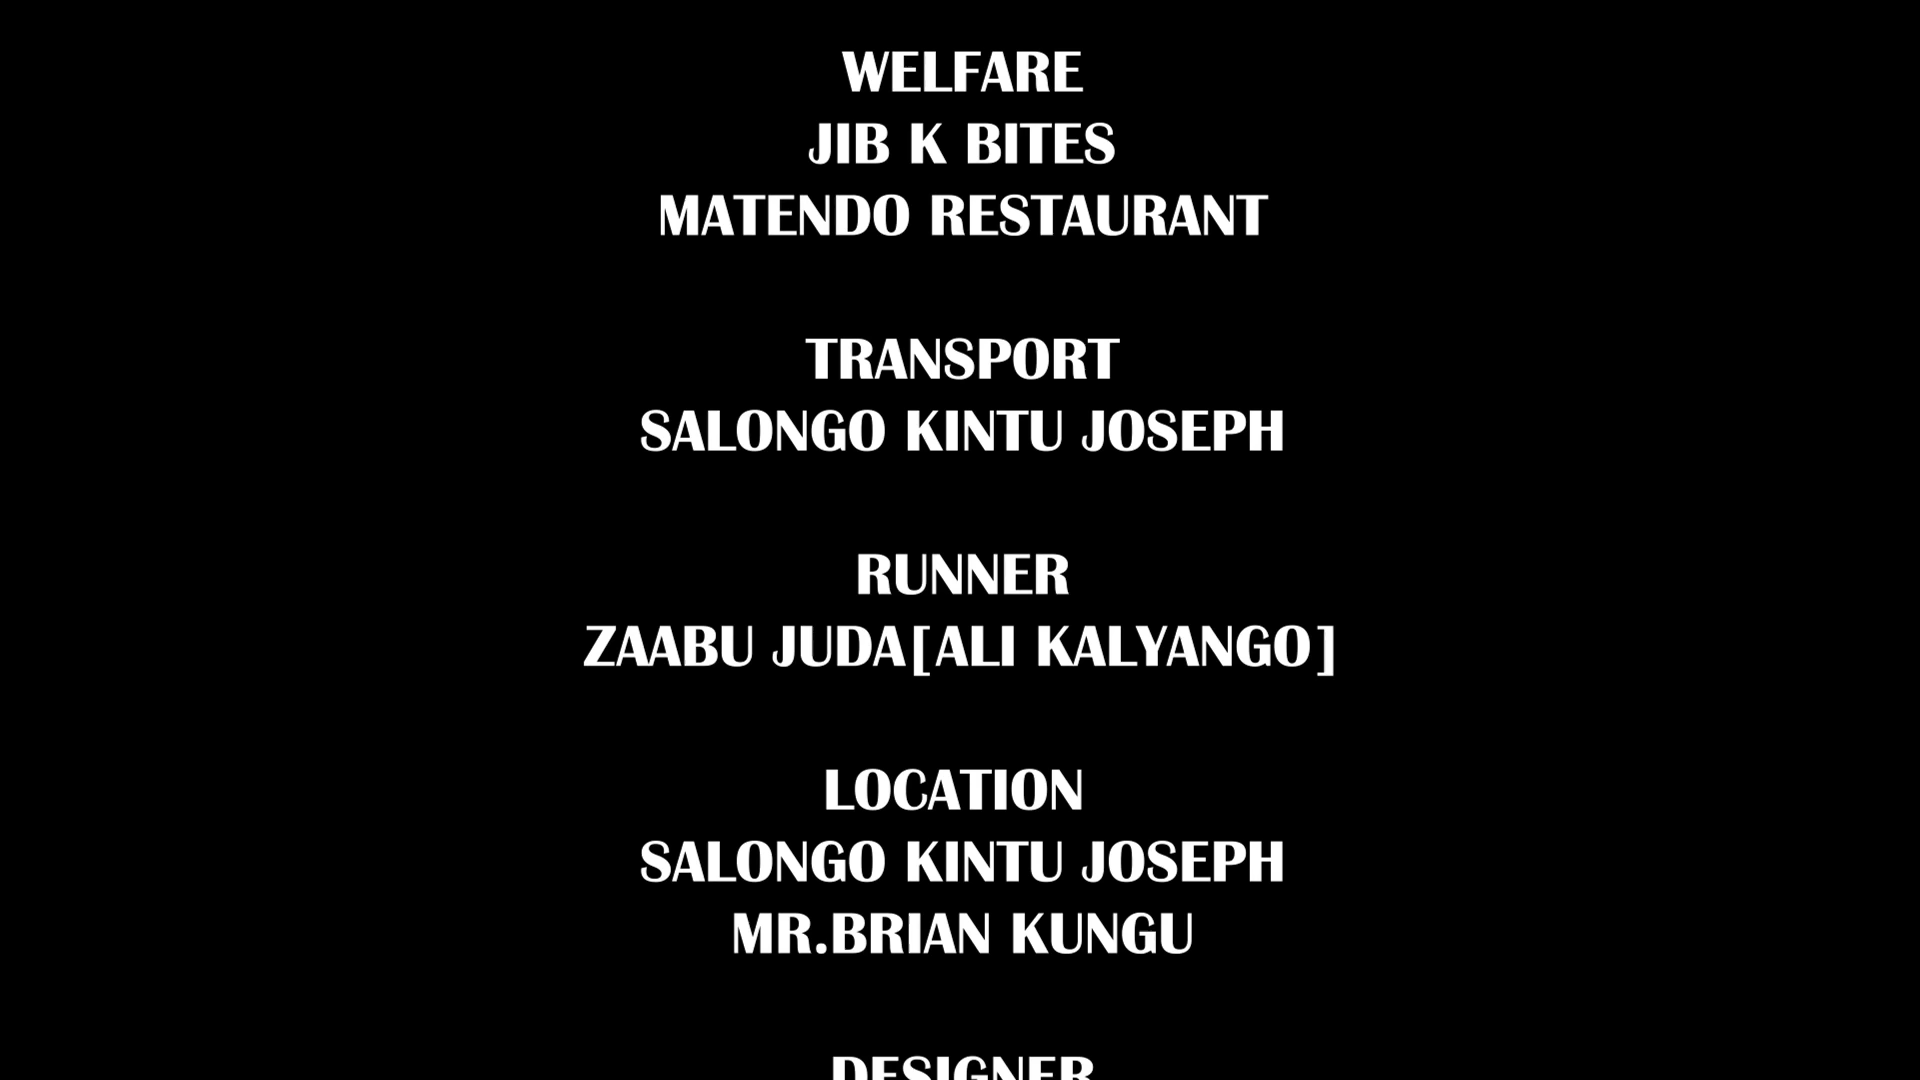 WELFARE
JIB K BITES
MATENDO RESTAURANT
TRANSPORT
SALONGO KINTU JOSEPH
RUNNER
ZAABU JUDA[ALI KALYANGO]
LOCATION
SALONGO KINTU JOSEPH
MR.BRIAN KUNGU
DESIGNER